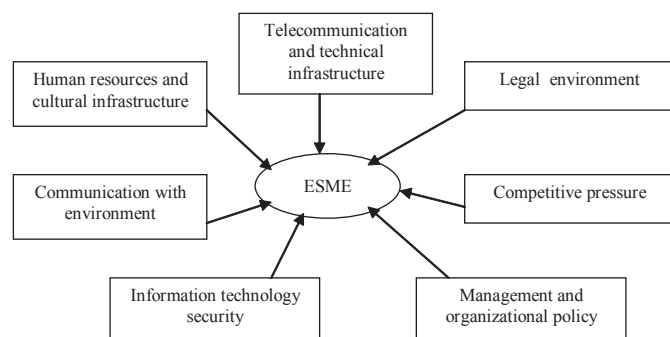 Telecommunication
and technical
infrastructure
Human resources and
cultural infrastructure
Legal environment
ESME
Communication with
environment
Competitive pressure
Information technology
security
Management and
organizational policy